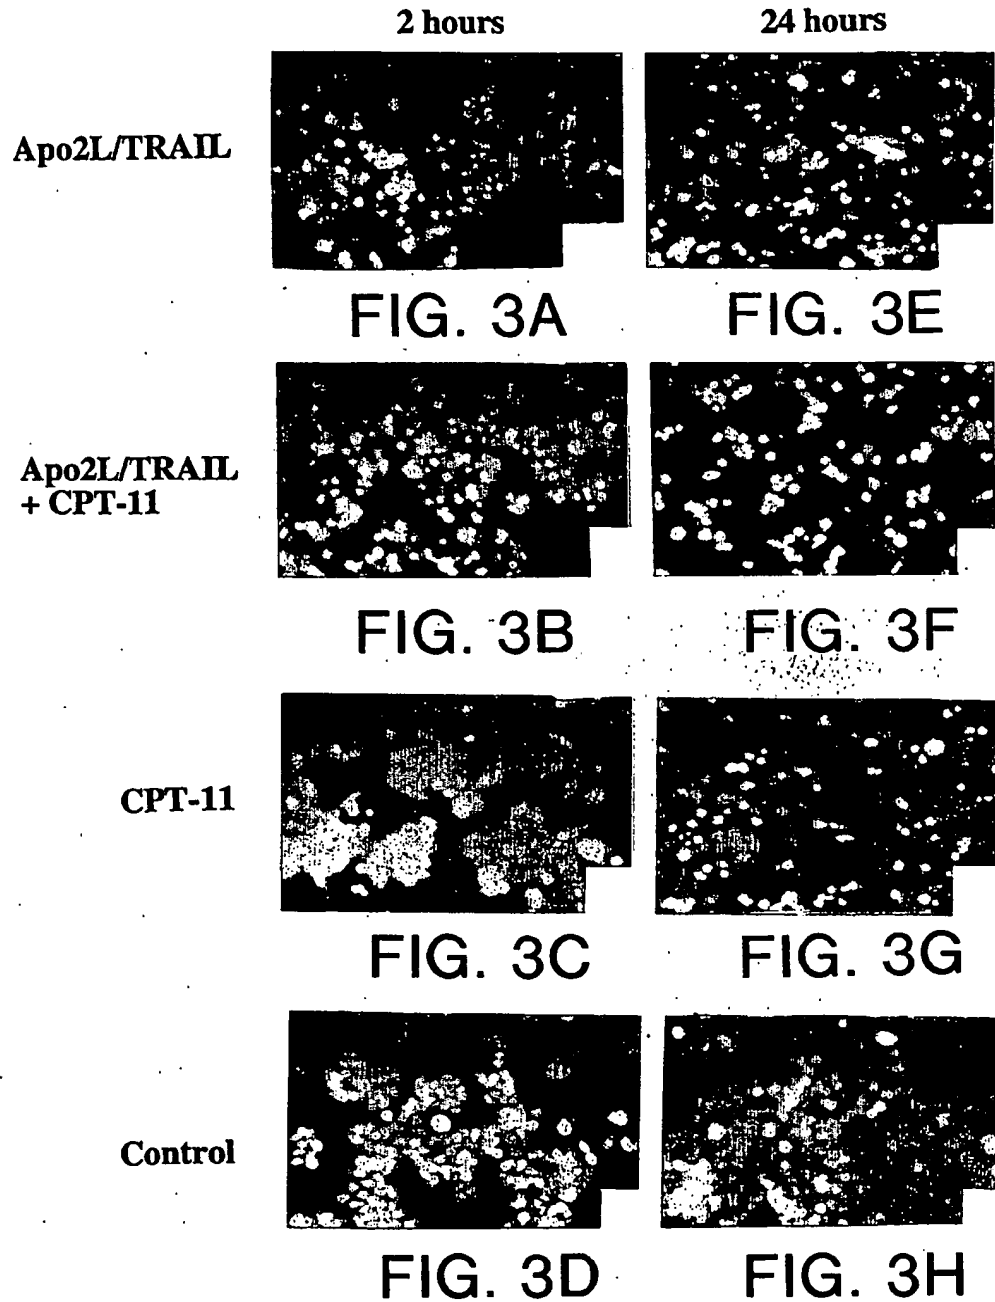 2 hours 24 hours
Apo2L/TRAIL
FIG. 3A FIG. 3E
Apo2L/TRAIL
+ CPT-11
FIG. 3B FIG. 3F
CPT-11
FIG. 3C FIG. 3G
Control
FIG. 3D FIG. 3H